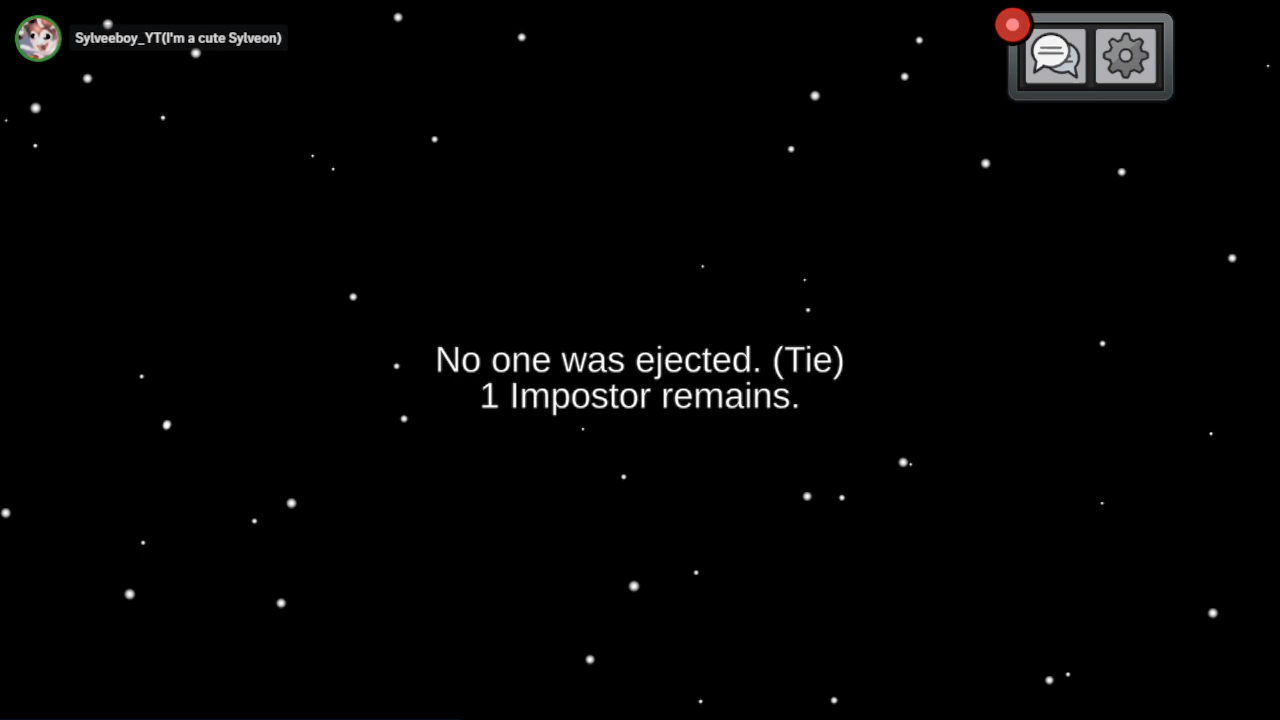 Sylveeboy_YT(I'm a cute Sylveon)
No one was ejected. (Tie)
1 Impostor remains.